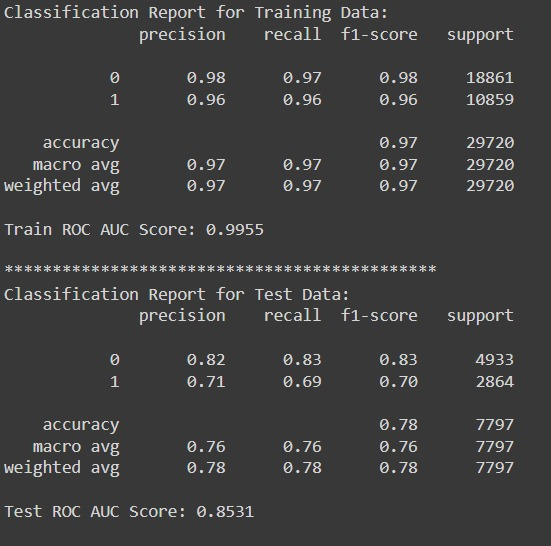 Classification Report for Training Data:
precision recall f1-score support
0 0.98 0.97 0.98 18861
1 0.96 0.96 0.96 10859
accuracy 0.97 29720
macro avg 0.97 0.97 0.97 29720
weighted avg 0.97 0.97 0.97 29720
Train ROC AUC Score: 0.9955
*********************************************
Classification Report for Test Data:
precision recall f1-score support
0 0.82 0.83 0.83 4933
1 0.71 0.69 0.70 2864
accuracy 0.78 7797
macro avg 0.76 0.76 0.76 7797
weighted avg 0.78 0.78 0.78 7797
Test ROC AUC Score: 0.8531